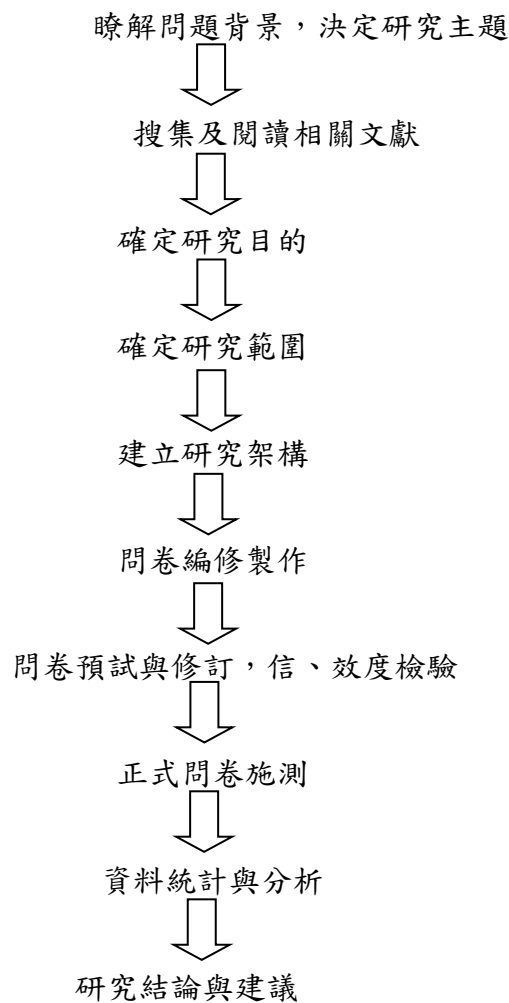 瞭解問題背景，決定研究主題
搜集及閱讀相關文獻
確定研究目的
確定研究範圍
建立研究架構
問卷編修製作
問卷預試與修訂，信、效度檢驗
正式問卷施測
資料統計與分析
研究結論與建議